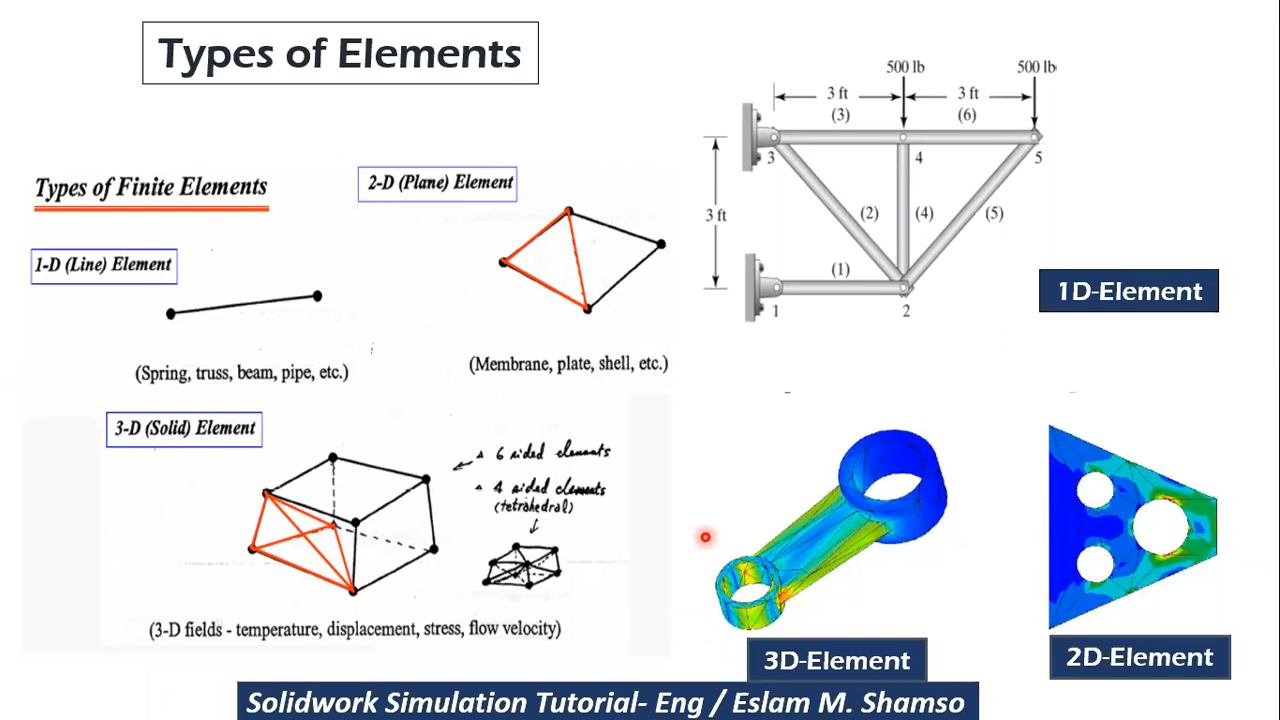 Types of Elements
Types of Finite Elements
1-D (Line) Element
(Spring, truss, beam, pipe, etc.)
2-D (Plane) Element
(Membrane, plate, shell, etc.)
3-D (Solid) Element
6 sided elements
4 sided elements
(tetrahedral)
(3-D fields - temperature, displacement, stress, flow velocity)
500 lb
500 lb
3 ft
3 ft
(3)
(6)
3
4
5
3 ft
(2)
(4)
(5)
(1)
1
2
1D-Element
3D-Element
2D-Element
Solidwork Simulation Tutorial- Eng / Eslam M. Shamso